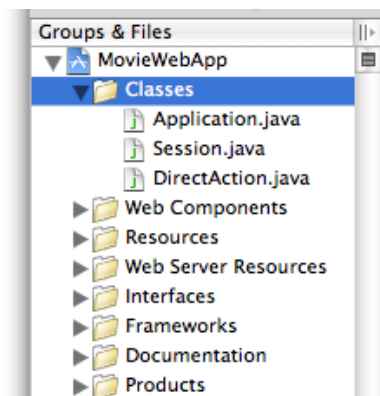 Groups & Files
MovieWebApp
Classes
Application.java
Session.java
DirectAction.java
Web Components
Resources
Web Server Resources
Interfaces
Frameworks
Documentation
Products